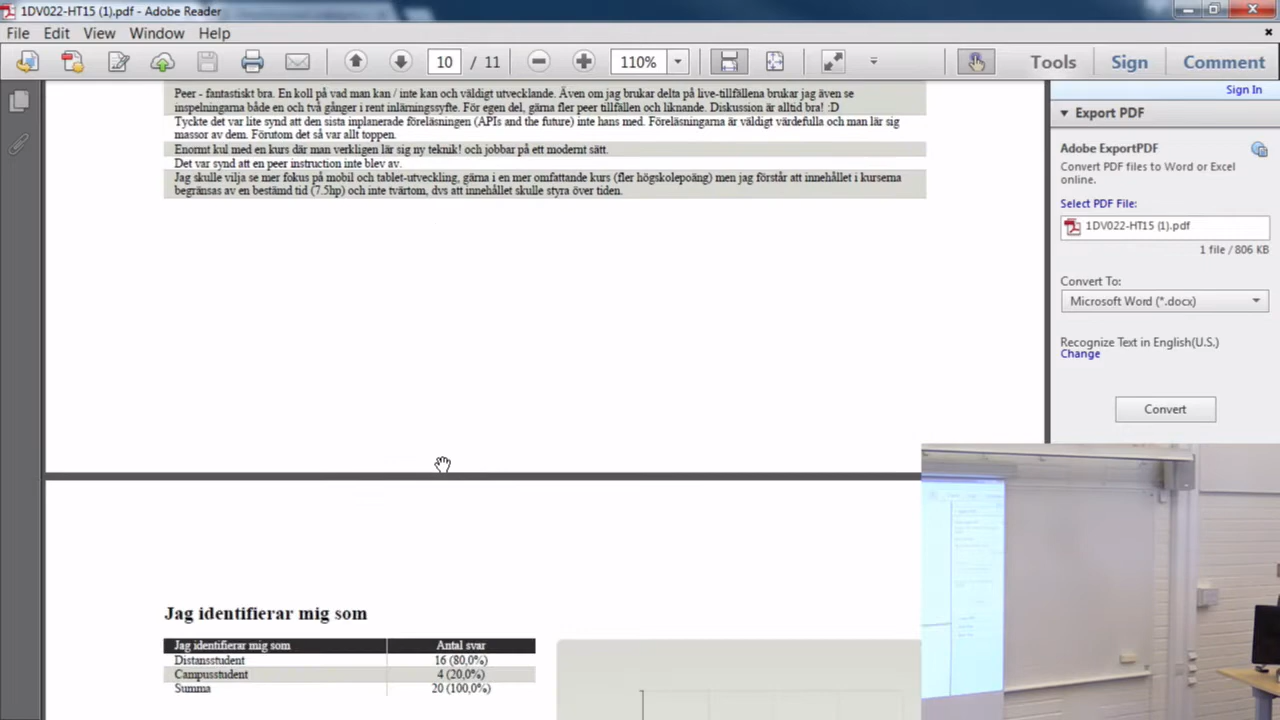 1DV022-HT15 (1).pdf - Adobe Reader
File Edit View Window Help
10 / 11 110% Tools Sign Comment
Sign In
Peer - fantastiskt bra. En koll på vad man kan / inte kan och väldigt utvecklande. Även om jag brukar delta på live-tillfällena brukar jag även se
inspelningarna både en och två gånger i rent inlärningssyfte. För egen del, gärna fler peer tillfällen och liknande. Diskussion är alltid bra! :D
Tyckte det var lite synd att den sista inplanerade föreläsningen (APIs and the future) inte hans med. Föreläsningarna är väldigt värdefulla och man lär sig
massor av dem. Förutom det så var allt toppen.
Enormt kul med en kurs där man verkligen lär sig ny teknik! och jobbar på ett modernt sätt.
Det var synd att en peer instruction inte blev av.
Jag skulle vilja se mer fokus på mobil och tablet-utveckling, gärna i en mer omfattande kurs (fler högskolepoäng) men jag förstår att innehållet i kurserna
begränsas av en bestämd tid (7.5hp) och inte tvärtom, dvs att innehållet skulle styra över tiden.
Export PDF
Adobe ExportPDF
Convert PDF files to Word or Excel
online.
Select PDF File:
1DV022-HT15 (1).pdf
1 file / 806 KB
Convert To:
Microsoft Word (*.docx)
Recognize Text in English(U.S.)
Change
Convert
Jag identifierar mig som
Jag identifierar mig som Antal svar
Distansstudent 16 (80,0%)
Campusstudent 4 (20,0%)
Summa 20 (100,0%)